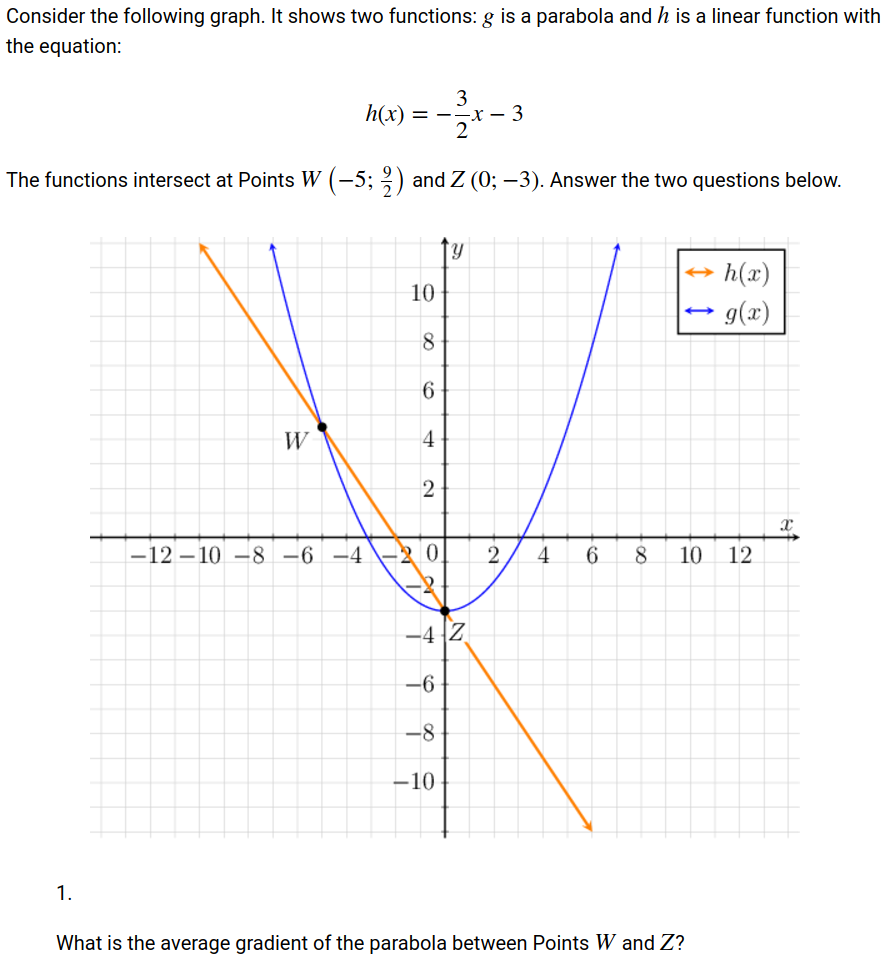 Consider the following graph. It shows two functions: g is a parabola and h is a linear function with
the equation:
h(x) = −3/2x − 3
The functions intersect at Points W (−5; 9/2) and Z (0; −3). Answer the two questions below.
y
h(x)
g(x)
10
8
6
W
4
2
x
−12 −10 −8 −6 −4 −2 0 2 4 6 8 10 12
−2
−4 Z
−6
−8
−10
1.
What is the average gradient of the parabola between Points W and Z?